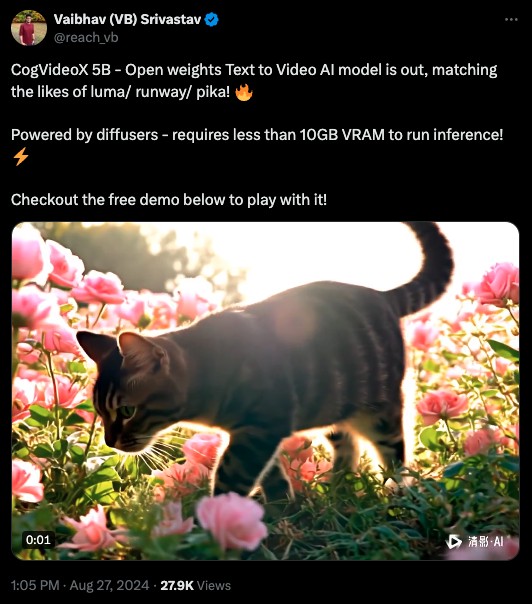 Vaibhav (VB) Srivastav
@reach_vb
CogVideoX 5B - Open weights Text to Video AI model is out, matching
the likes of luma/ runway/ pika! 🔥
Powered by diffusers - requires less than 10GB VRAM to run inference!
⚡
Checkout the free demo below to play with it!
0:01
清影·AI
1:05 PM · Aug 27, 2024 · 27.9K Views